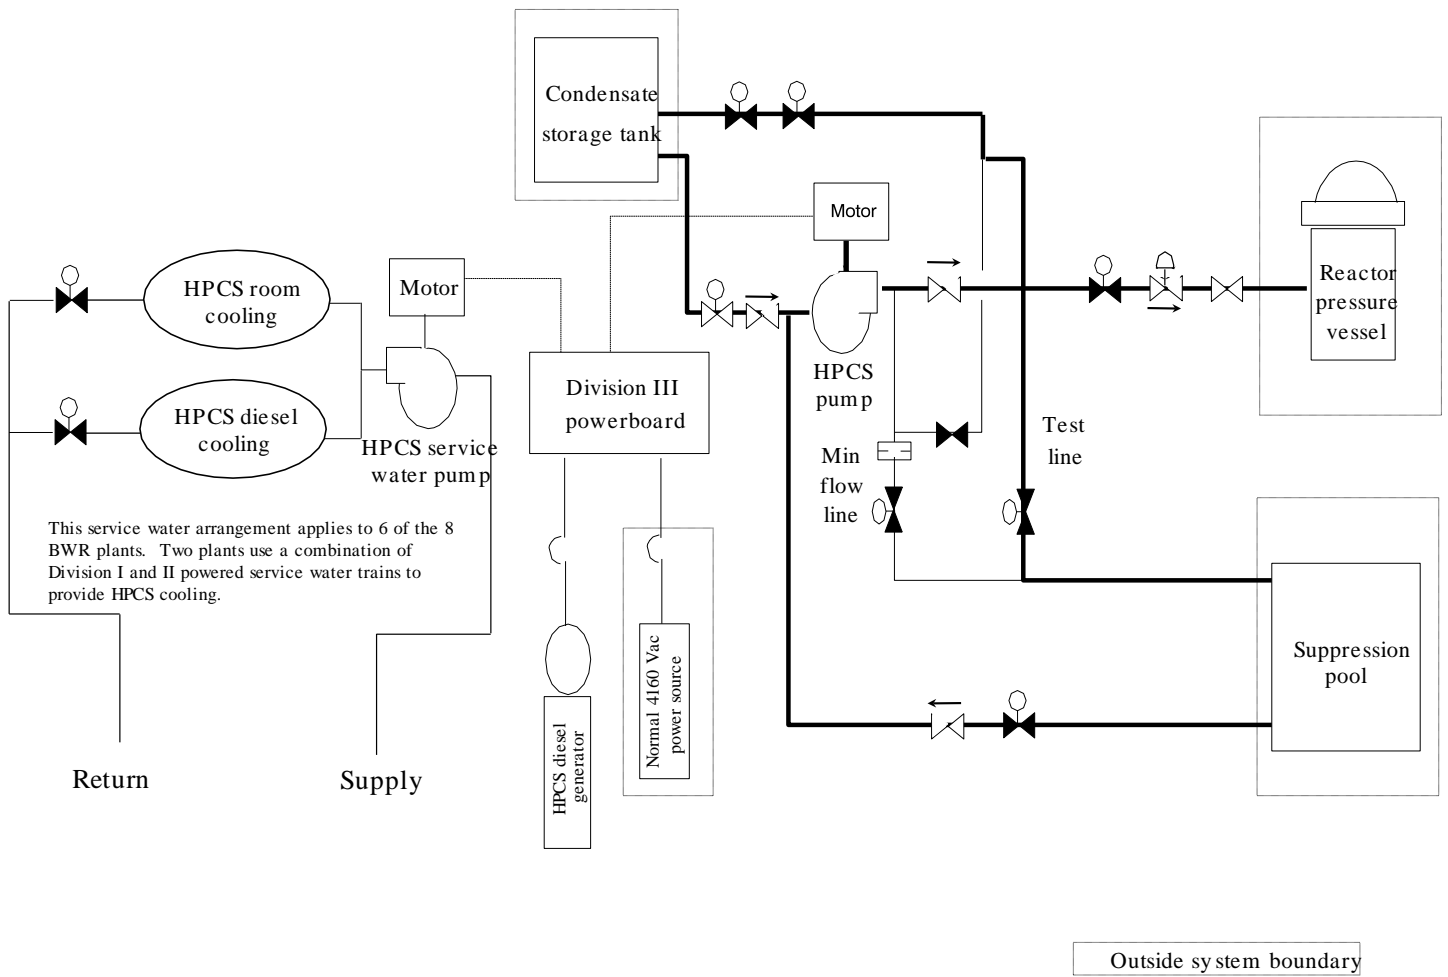 Condensate
storage tank
Motor
HPCS room
cooling
Motor
Reactor
pressure
vessel
HPCS
pump
Division III
powerboard
HPCS diesel
cooling
HPCS service
water pump
Test
line
Min
flow
line
This service water arrangement applies to 6 of the 8
BWR plants. Two plants use a combination of
Division I and II powered service water trains to
provide HPCS cooling.
Suppression
pool
Normal 4160 Vac
power source
HPCS diesel
generator
Return
Supply
Outside system boundary